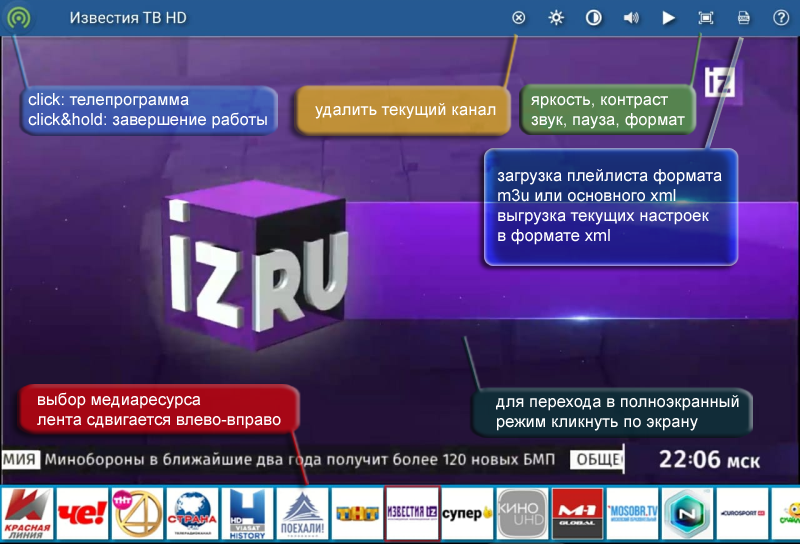 Известия ТВ HD
iz
click: телепрограмма
click&hold: завершение работы
удалить текущий канал
яркость, контраст
звук, пауза, формат
загрузка плейлиста формата
m3u или основного xml
выгрузка текущих настроек
в формате xml
iz RU
выбор медиаресурса
лента сдвигается влево-вправо
для перехода в полноэкранный
режим кликнуть по экрану
МИЯ Минобороны в ближайшие два года получит более 120 новых БМП ОБЩЕ
22:06 МСК
КРАСНАЯ
ЛИНИЯ
че!
ТНТ
4
СТРАНА
HD
VIASAT
HISTORY
ПОЕХАЛИ!
ТНТ
ИЗВЕСТИЯ IZ
супер
КИНО
UHD
M-1
GLOBAL
MOSOBR.TV
N
EUROSPORT